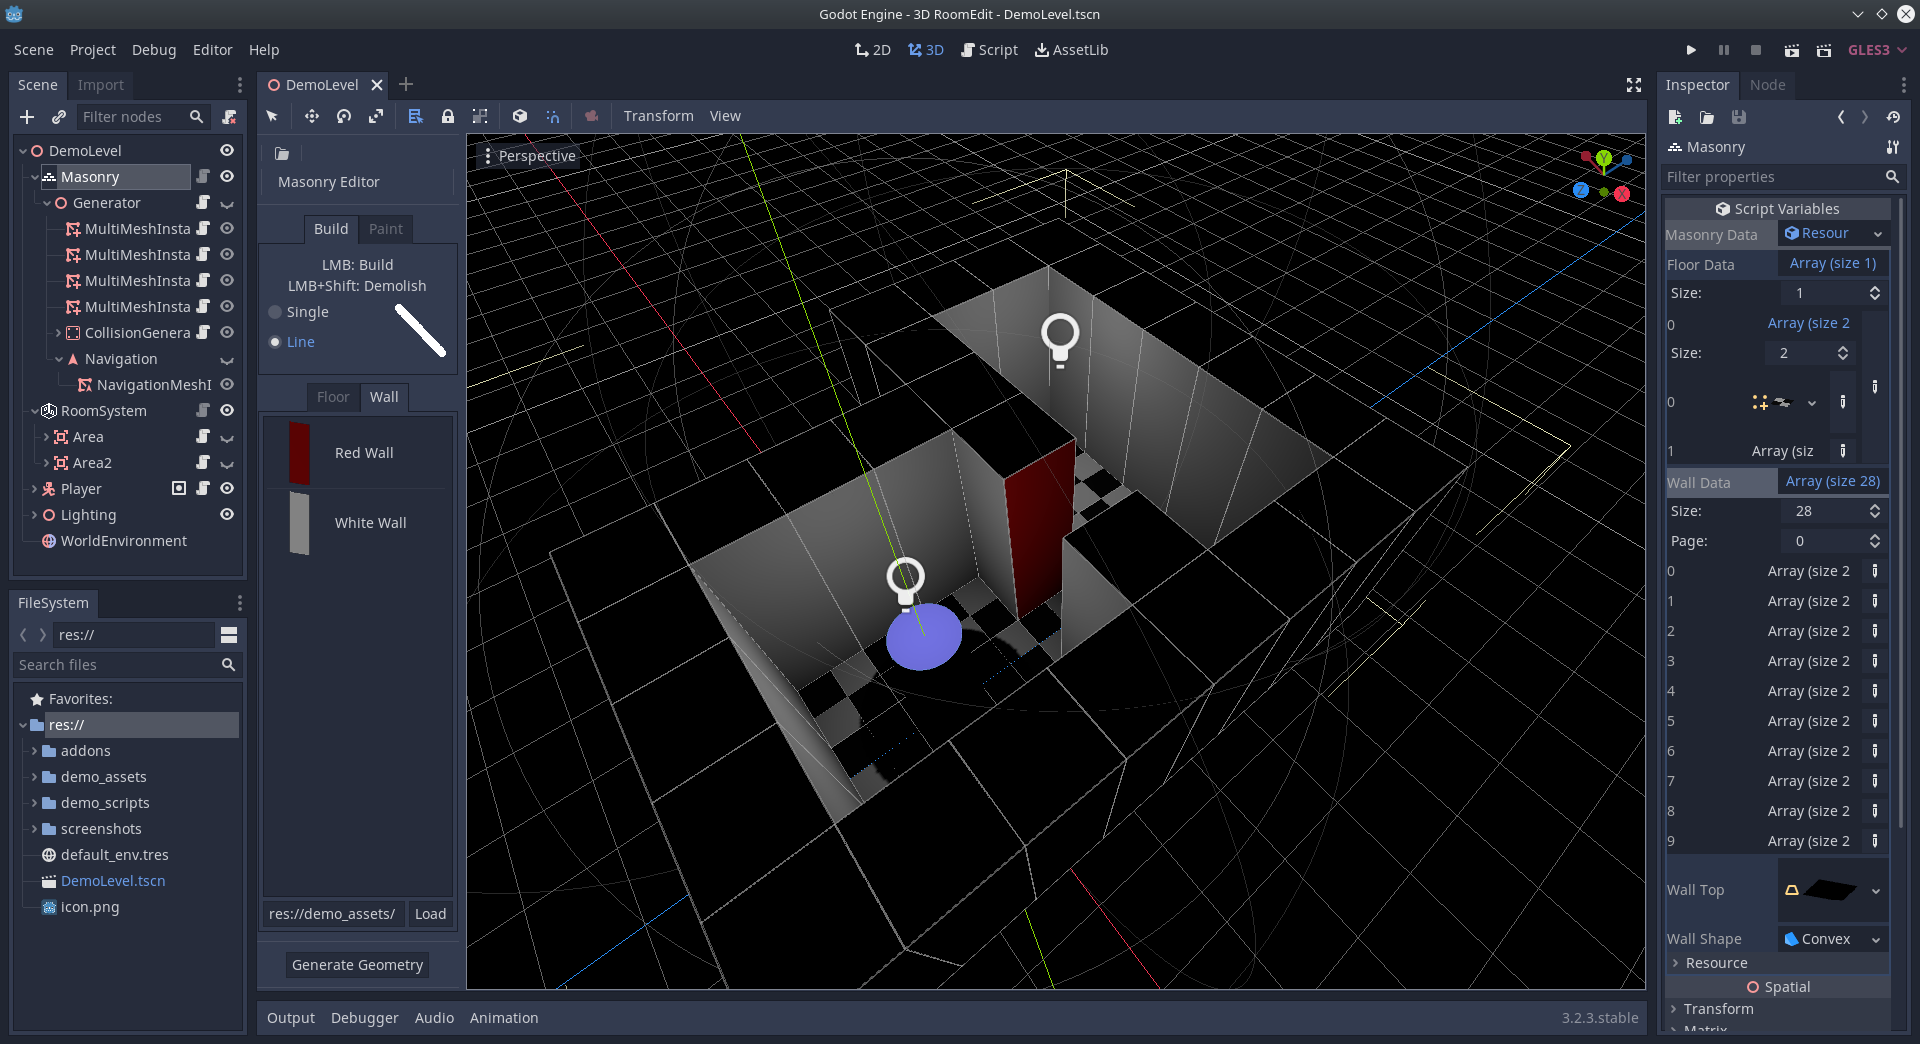 Godot Engine - 3D RoomEdit - DemoLevel.tscn
Scene Project Debug Editor Help
2D 3D Script AssetLib
GLES3
Scene Import
Filter nodes
DemoLevel
Masonry
Generator
MultiMeshInsta
MultiMeshInsta
MultiMeshInsta
MultiMeshInsta
CollisionGenera
Navigation
NavigationMeshI
RoomSystem
Area
Area2
Player
Lighting
WorldEnvironment
FileSystem
res://
Search files
Favorites:
res://
addons
demo_assets
demo_scripts
screenshots
default_env.tres
DemoLevel.tscn
icon.png
DemoLevel
Transform View
Masonry Editor
Build Paint
LMB: Build
LMB+Shift: Demolish
Single
Line
Floor Wall
Red Wall
White Wall
res://demo_assets/ Load
Generate Geometry
Perspective
Y
Z
X
Output Debugger Audio Animation
3.2.3.stable
Inspector Node
Masonry
Filter properties
Script Variables
Masonry Data Resour
Floor Data Array (size 1)
Size: 1
0 Array (size 2
Size: 2
0
1 Array (siz
Wall Data Array (size 28)
Size: 28
Page: 0
0 Array (size 2
1 Array (size 2
2 Array (size 2
3 Array (size 2
4 Array (size 2
5 Array (size 2
6 Array (size 2
7 Array (size 2
8 Array (size 2
9 Array (size 2
Wall Top
Wall Shape Convex
Resource
Spatial
Transform
Matrix